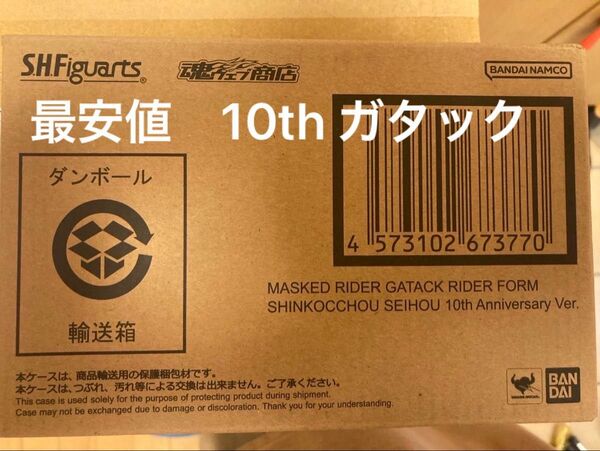 S.H.Figuarts
魂ウェブ商店
BANDAI NAMCO
最安値　10th ガタック
ダンボール
輸送箱
4 573102 673770
MASKED RIDER GATACK RIDER FORM
SHINKOCCHOU SEIHOU 10th Anniversary Ver.
本ケースは、商品輸送用の保護梱包材です。
本ケースは、つぶれ、汚れ等による交換は出来ません。ご了承ください。
This case is used solely for the purpose of protecting product during shipment.
Case may not be exchanged due to damage or discoloration. Thank you for your understanding.
BAN
DAI